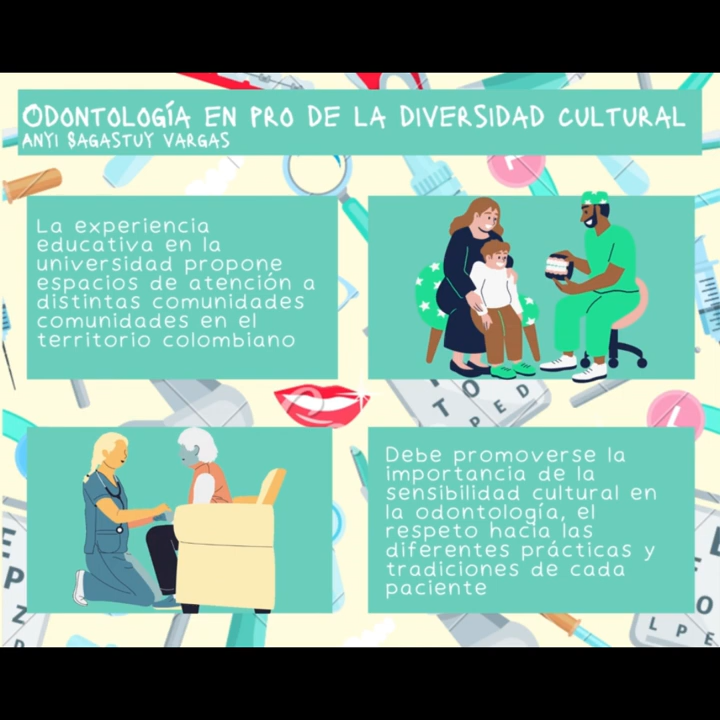 ODONTOLOGÍA EN PRO DE LA DIVERSIDAD CULTURAL
ANYI SAGASTUY VARGAS
La experiencia
educativa en la
universidad propone
espacios de atención a
distintas comunidades
comunidades en el
territorio colombiano
T O
P E D
Debe promoverse la
importancia de la
sensibilidad cultural en
la odontología, el
respeto hacia las
diferentes prácticas y
tradiciones de cada
paciente
E P
Z
L P E